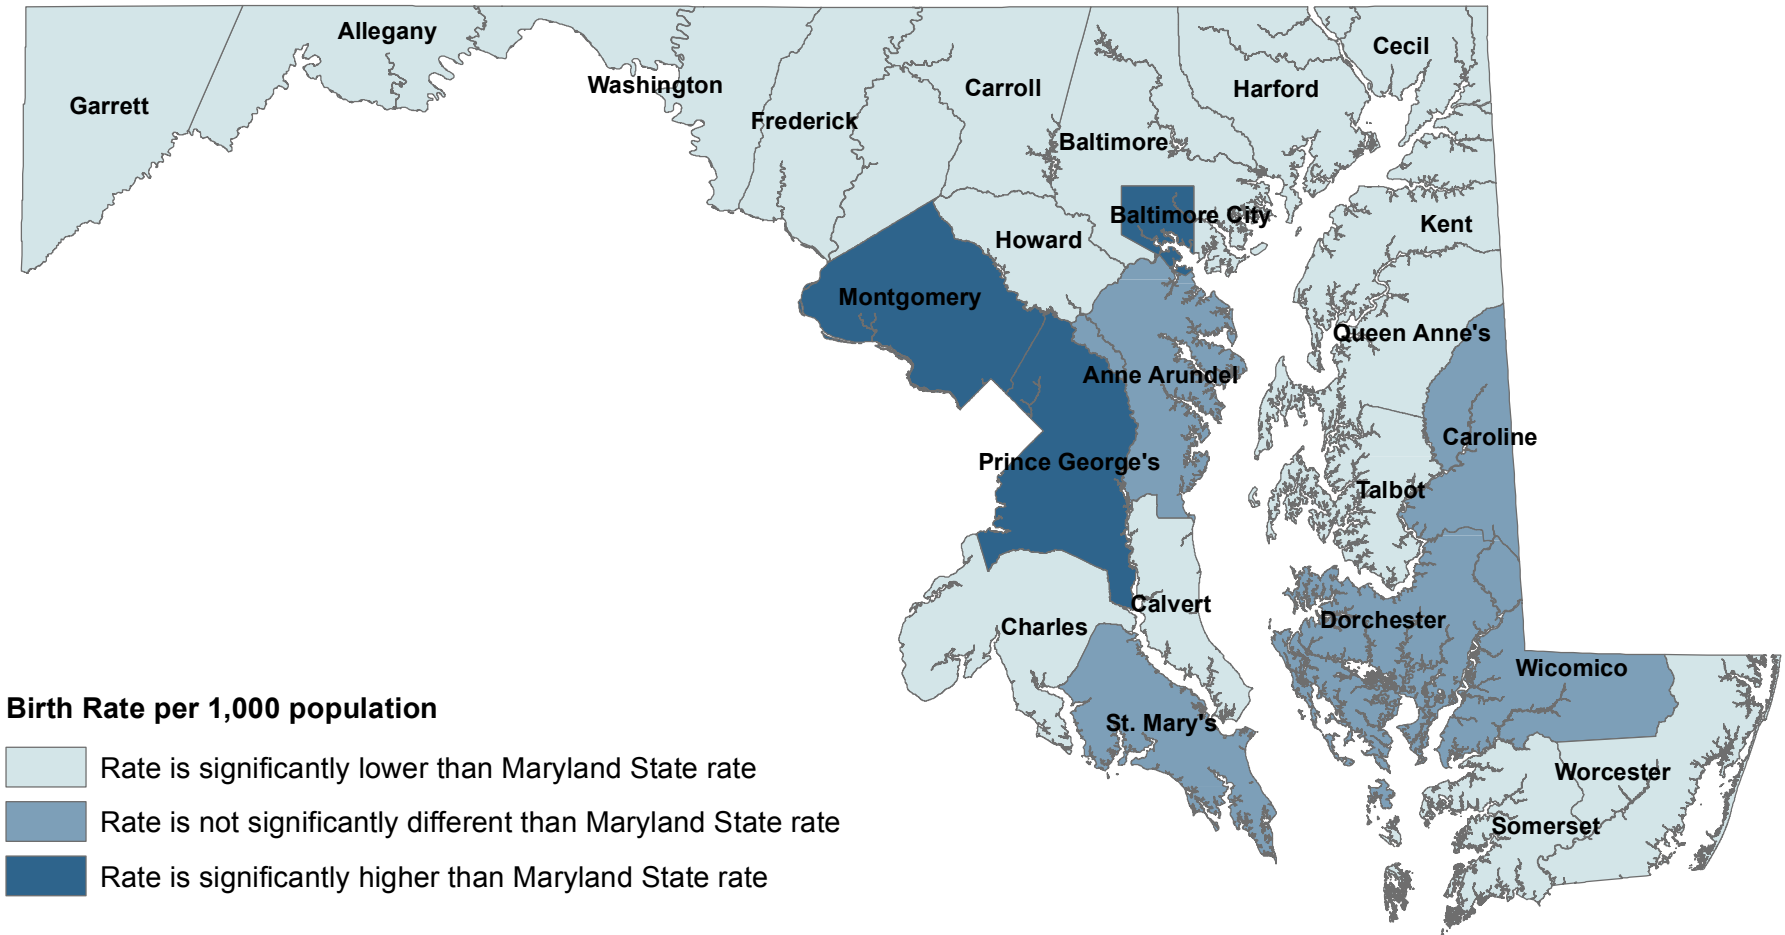 Allegany
Cecil
Washington
Carroll
Harford
Garrett
Frederick
Baltimore
Baltimore City
Kent
Howard
Montgomery
Queen Anne's
Anne Arundel
Caroline
Prince George's
Talbot
Calvert
Charles
Dorchester
Wicomico
St. Mary's
Worcester
Somerset
Birth Rate per 1,000 population
Rate is significantly lower than Maryland State rate
Rate is not significantly different than Maryland State rate
Rate is significantly higher than Maryland State rate